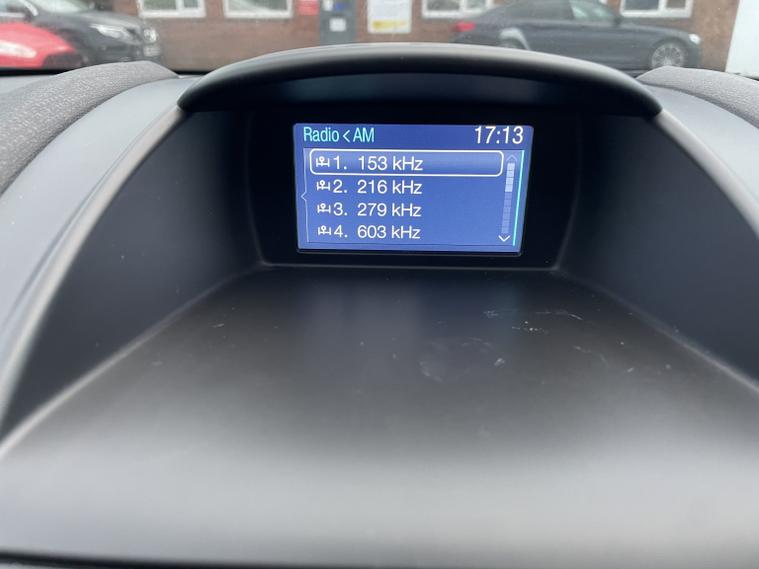 Radio < AM 17:13
1. 153 kHz
2. 216 kHz
3. 279 kHz
4. 603 kHz